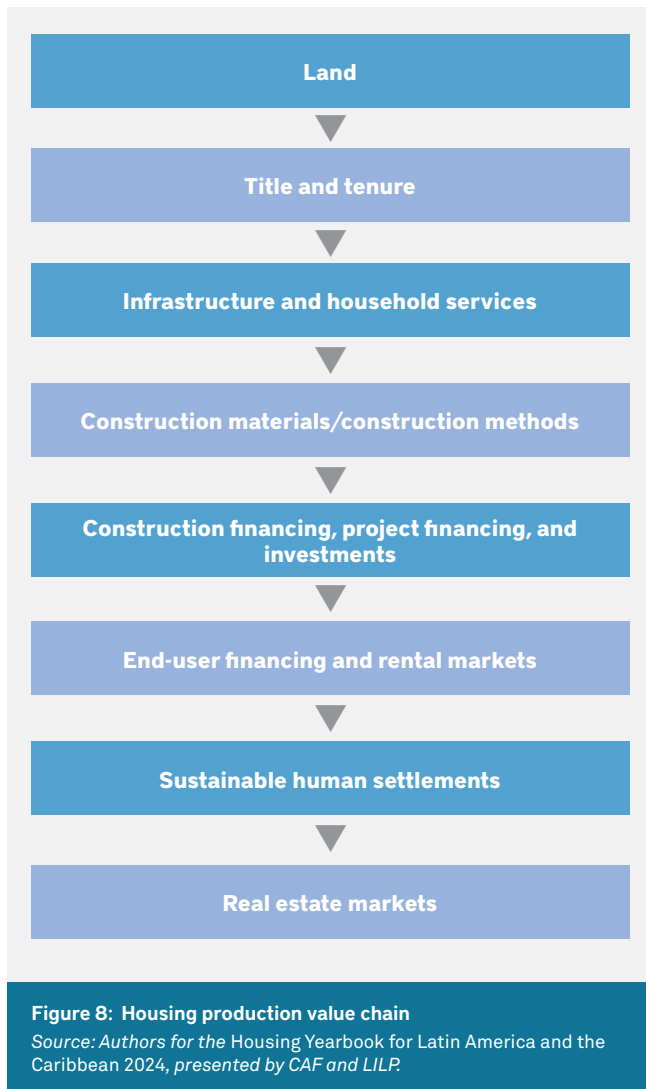 Land
Title and tenure
Infrastructure and household services
Construction materials/construction methods
Construction financing, project financing, and
investments
End-user financing and rental markets
Sustainable human settlements
Real estate markets
Figure 8: Housing production value chain
Source: Authors for the Housing Yearbook for Latin America and the
Caribbean 2024, presented by CAF and LILP.